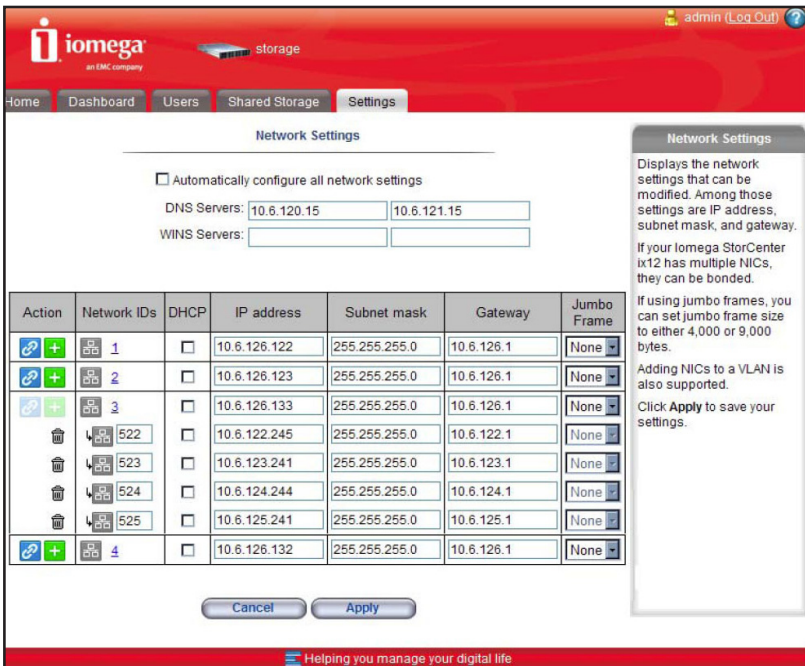 admin (Log Out) ?
iomega
an EMC company
storage
Home Dashboard Users Shared Storage Settings
Network Settings
Automatically configure all network settings
DNS Servers: 10.6.120.15 10.6.121.15
WINS Servers:
Action Network IDs DHCP IP address Subnet mask Gateway Jumbo Frame
1 10.6.126.122 255.255.255.0 10.6.126.1 None
2 10.6.126.123 255.255.255.0 10.6.126.1 None
3 10.6.126.133 255.255.255.0 10.6.126.1 None
522 10.6.122.245 255.255.255.0 10.6.122.1 None
523 10.6.123.241 255.255.255.0 10.6.123.1 None
524 10.6.124.244 255.255.255.0 10.6.124.1 None
525 10.6.125.241 255.255.255.0 10.6.125.1 None
4 10.6.126.132 255.255.255.0 10.6.126.1 None
Cancel Apply
Network Settings
Displays the network
settings that can be
modified. Among those
settings are IP address,
subnet mask, and gateway.
If your Iomega StorCenter
ix12 has multiple NICs,
they can be bonded.
If using jumbo frames, you
can set jumbo frame size
to either 4,000 or 9,000
bytes.
Adding NICs to a VLAN is
also supported.
Click Apply to save your
settings.
Helping you manage your digital life